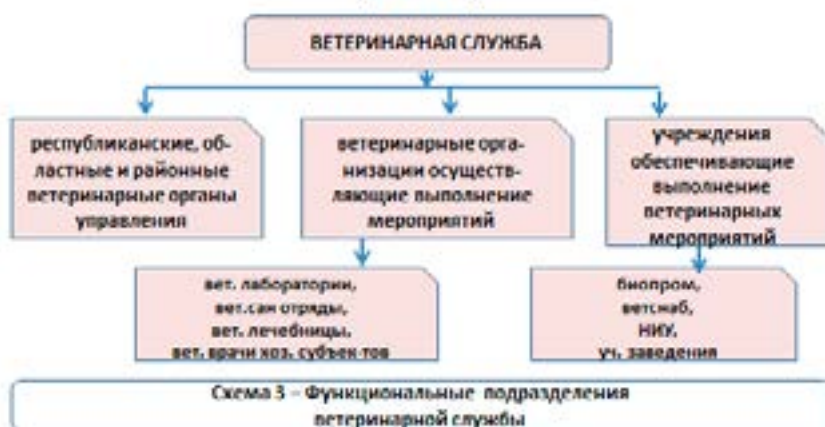 ВЕТЕРИНАРНАЯ СЛУЖБА
республиканские, об-
ластные и районные
ветеринарные органы
управления
ветеринарные орга-
низации осуществ-
ляющие выполнение
мероприятий
учреждения
обеспечивающие
выполнение
ветеринарных
мероприятий
вет. лаборатории,
вет.сан отряды,
вет. лечебницы,
вет. врачи хоз. субъек-тов
биопром,
ветснаб,
НИУ,
уч. заведения
Схема 3 – Функциональные подразделения
ветеринарной службы